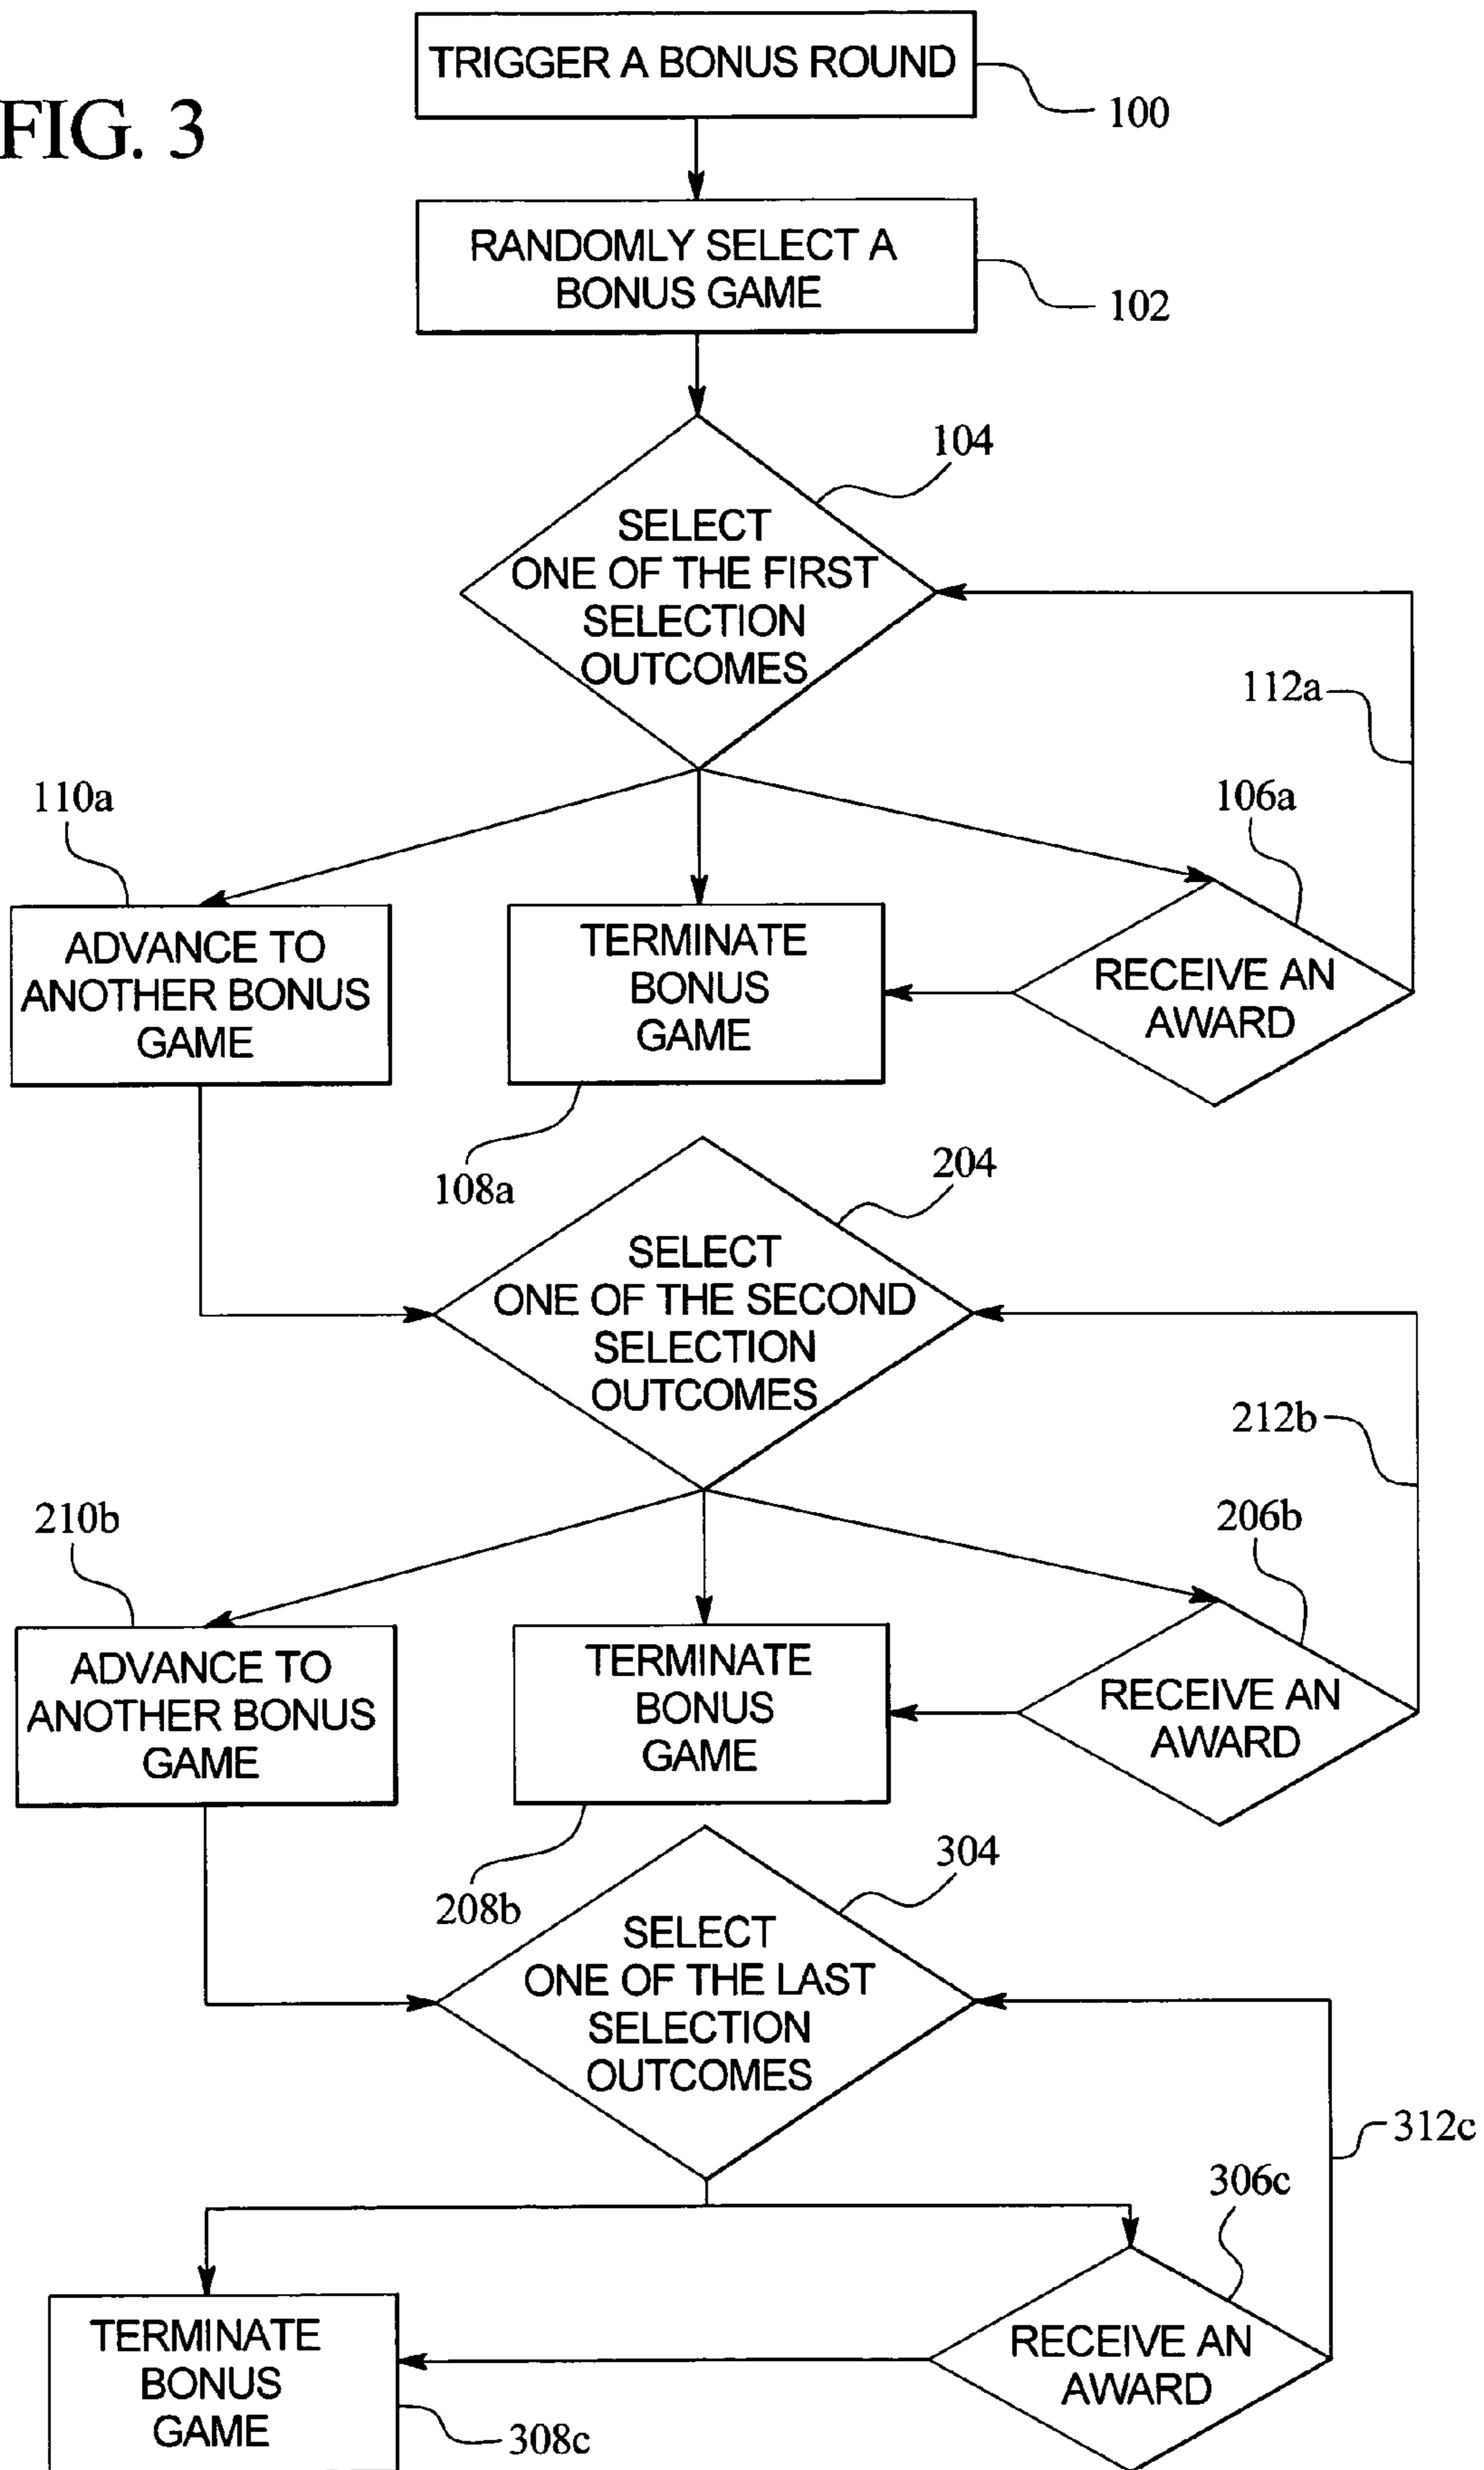 FIG. 3
TRIGGER A BONUS ROUND
100
RANDOMLY SELECT A
BONUS GAME
102
104
SELECT
ONE OF THE FIRST
SELECTION
OUTCOMES
112a
110a
106a
ADVANCE TO
ANOTHER BONUS
GAME
TERMINATE
BONUS
GAME
RECEIVE AN
AWARD
108a
204
SELECT
ONE OF THE SECOND
SELECTION
OUTCOMES
212b
210b
206b
ADVANCE TO
ANOTHER BONUS
GAME
TERMINATE
BONUS
GAME
RECEIVE AN
AWARD
208b
304
SELECT
ONE OF THE LAST
SELECTION
OUTCOMES
312c
306c
TERMINATE
BONUS
GAME
RECEIVE AN
AWARD
308c